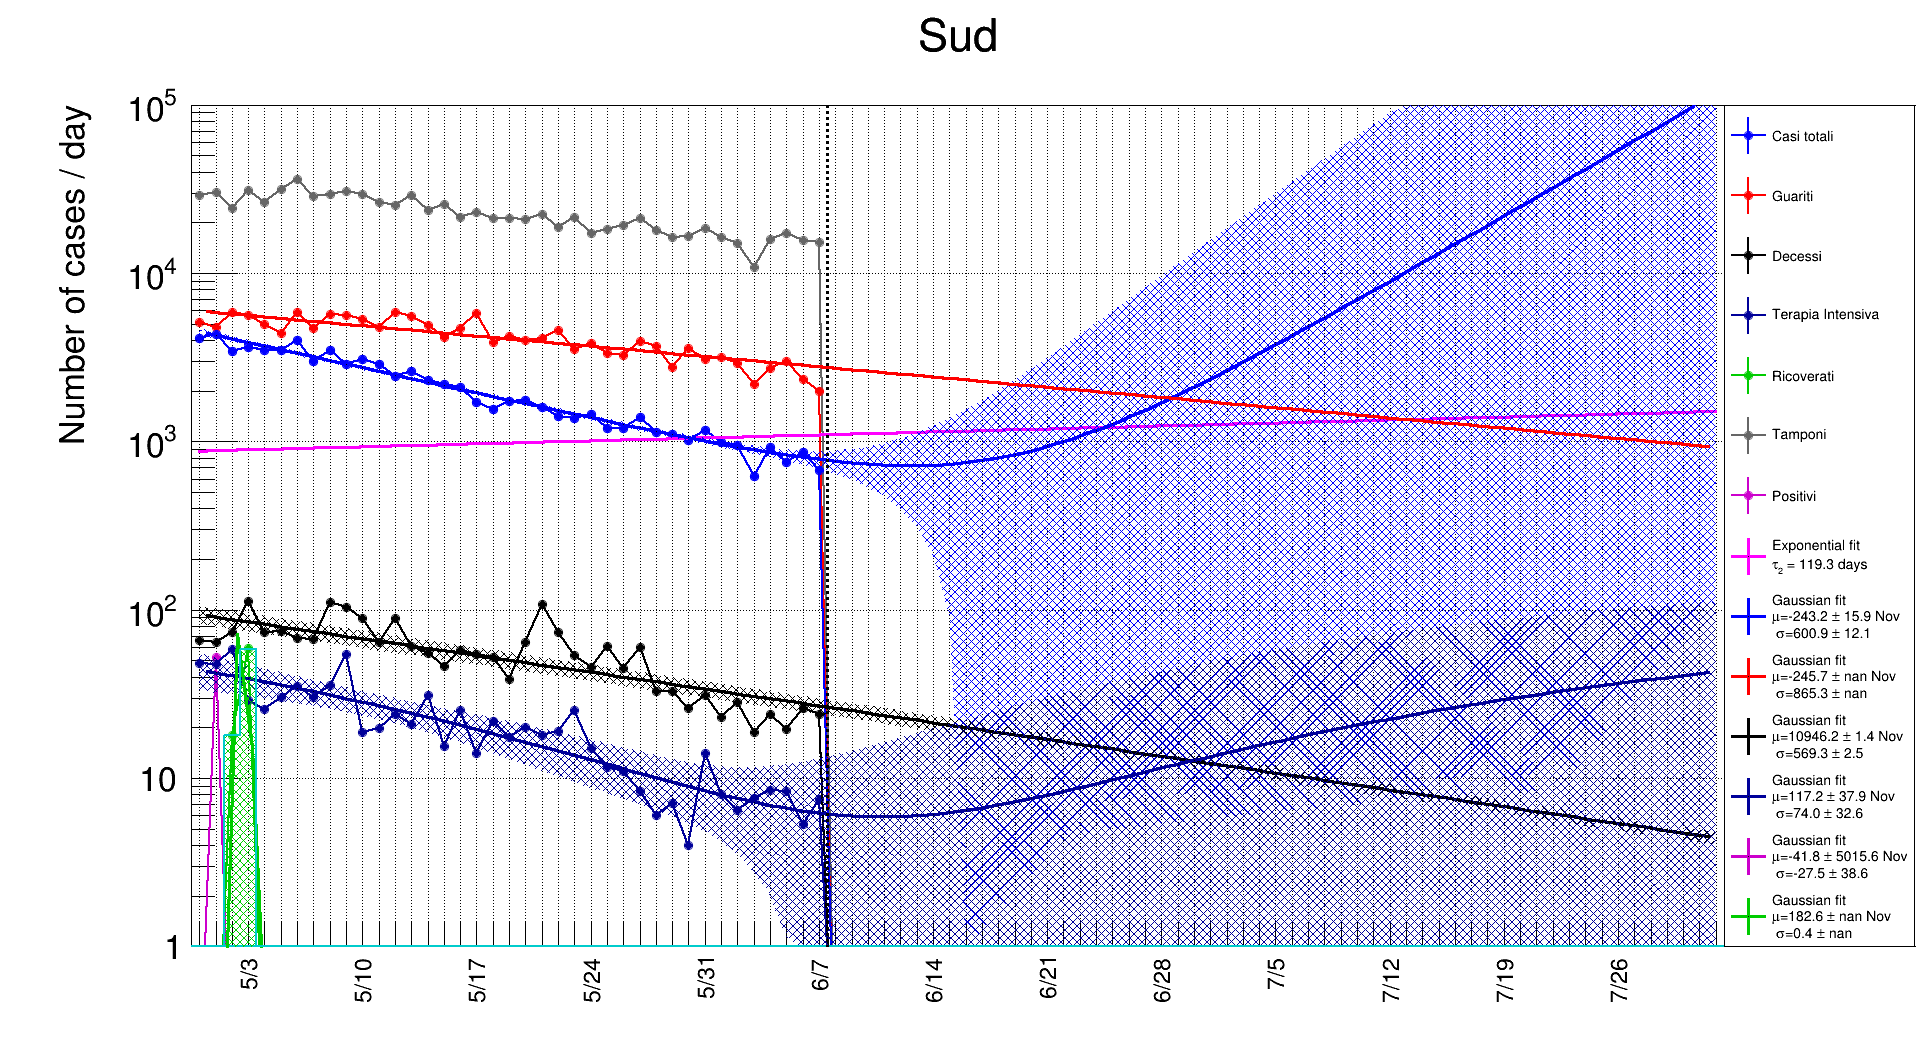 Sud
Number of cases / day
10^5
10^4
10^3
10^2
10
1
5/3
5/10
5/17
5/24
5/31
6/7
6/14
6/21
6/28
7/5
7/12
7/19
7/26
Casi totali
Guariti
Decessi
Terapia Intensiva
Ricoverati
Tamponi
Positivi
Exponential fit
τ₂ = 119.3 days
Gaussian fit
μ=-243.2 ± 15.9 Nov
σ=600.9 ± 12.1
Gaussian fit
μ=-245.7 ± nan Nov
σ=865.3 ± nan
Gaussian fit
μ=10946.2 ± 1.4 Nov
σ=569.3 ± 2.5
Gaussian fit
μ=117.2 ± 37.9 Nov
σ=74.0 ± 32.6
Gaussian fit
μ=-41.8 ± 5015.6 Nov
σ=-27.5 ± 38.6
Gaussian fit
μ=182.6 ± nan Nov
σ=0.4 ± nan